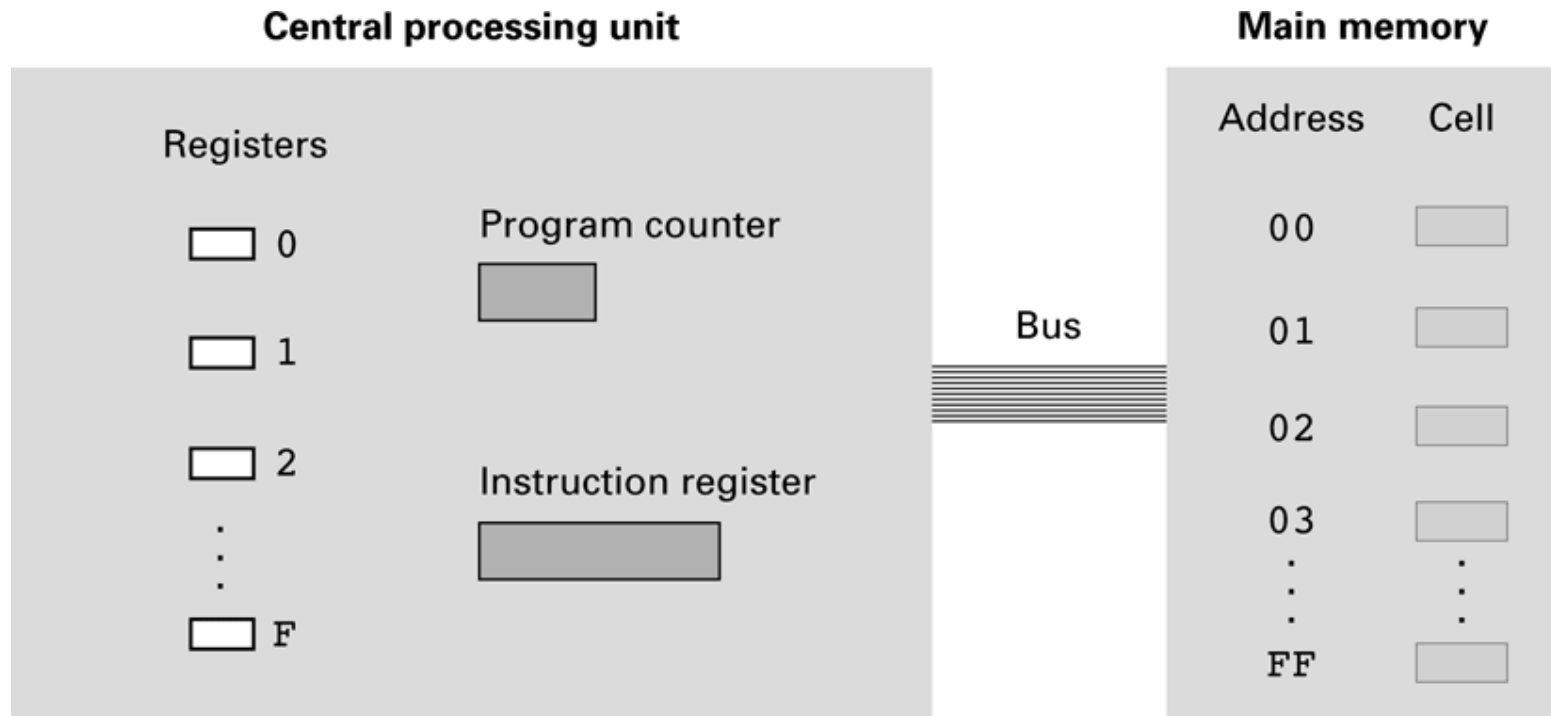 Central processing unit
Main memory
Registers
0
1
2
F
Program counter
Instruction register
Bus
Address Cell
00
01
02
03
FF